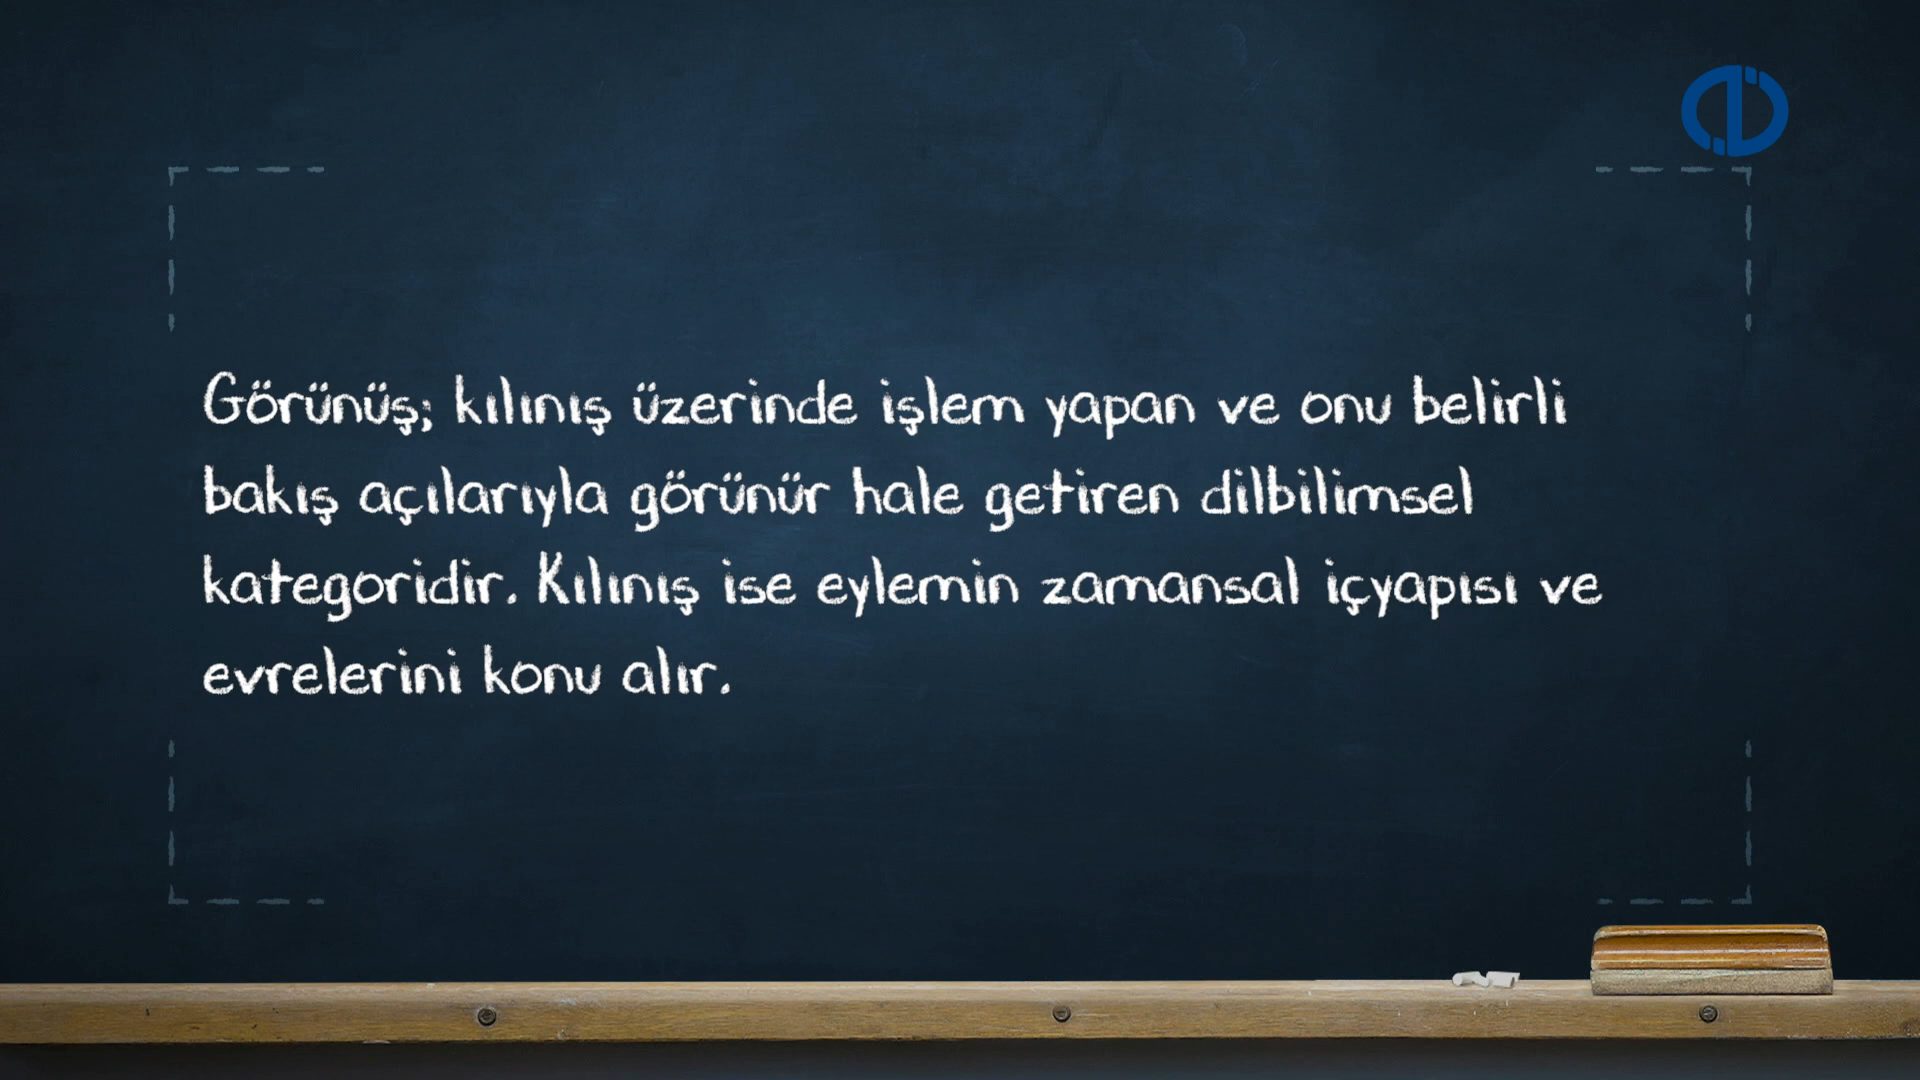 Görünüş; kılınış üzerinde işlem yapan ve onu belirli
bakış açılarıyla görünür hale getiren dilbilimsel
kategoridir. Kılınış ise eylemin zamansal içyapısı ve
evrelerini konu alır.